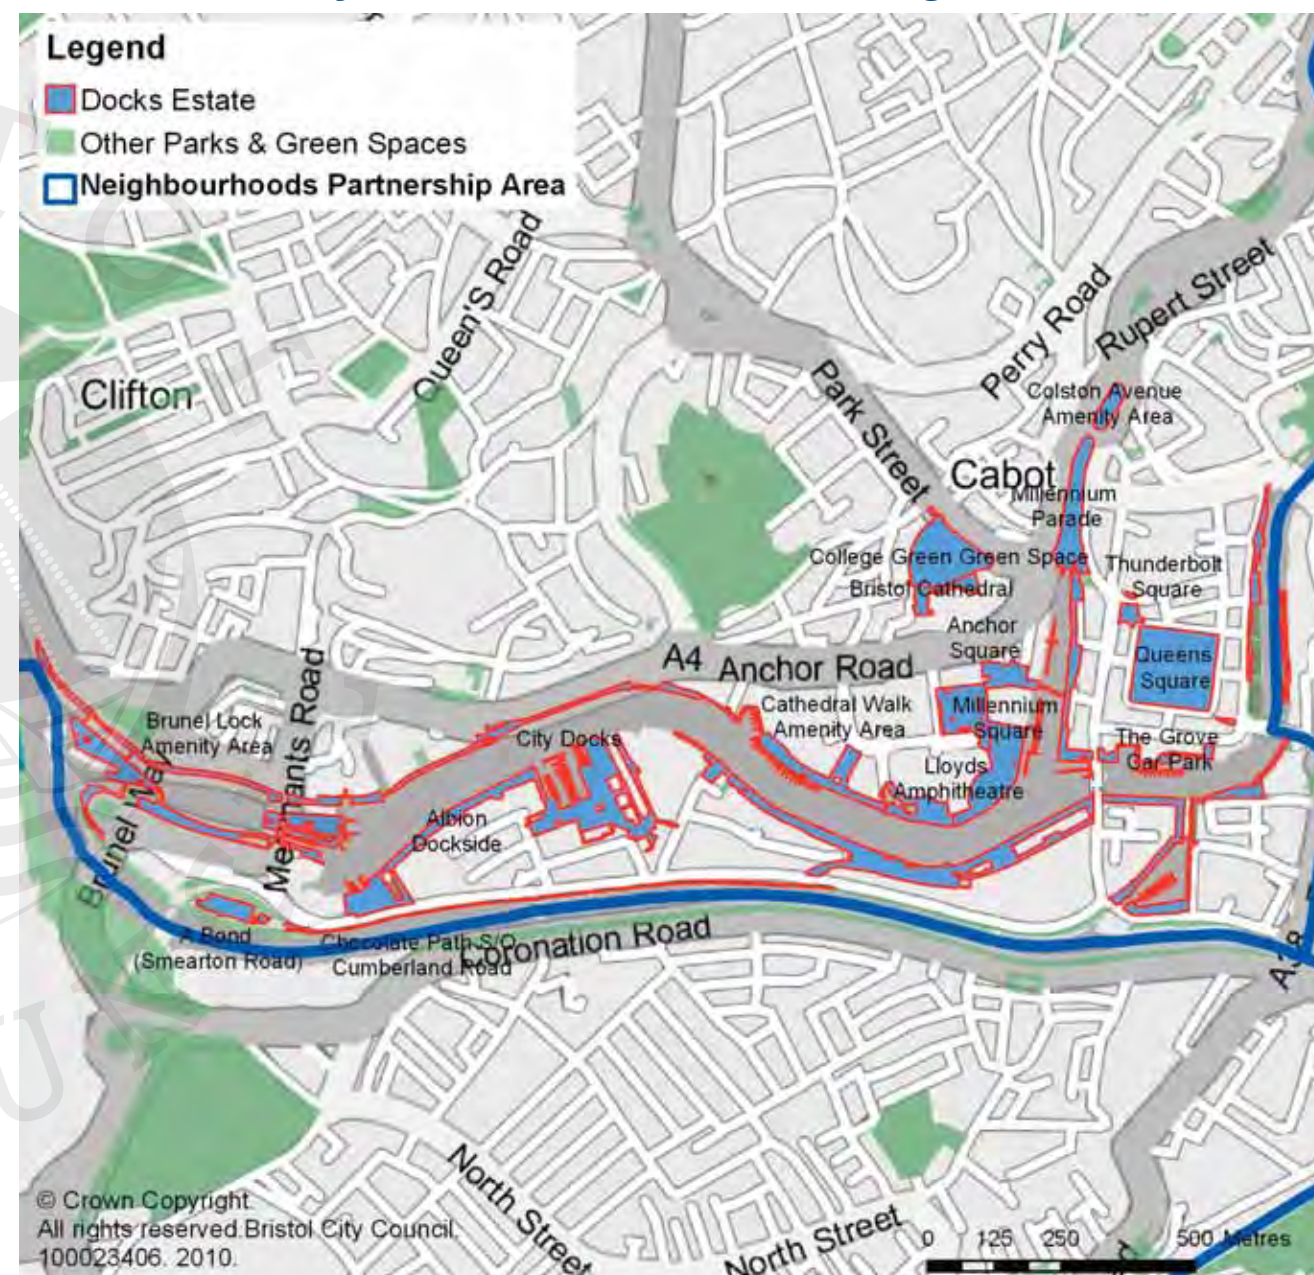 Legend
Docks Estate
Other Parks & Green Spaces
Neighbourhoods Partnership Area
Queen'S Road
Clifton
Perry Road
Rupert Street
Park Street
Colston Avenue
Amenity Area
Cabot
Millennium
Parade
College Green Green Space
Bristol Cathedral
Thunderbolt
Square
Anchor
Square
A4 Anchor Road
Queens
Square
Merchants Road
Brunel Lock
Amenity Area
City Docks
Cathedral Walk
Amenity Area
Millennium
Square
The Grove
Car Park
Lloyds
Amphitheatre
Albion
Dockside
Brunel Way
A Bond
(Smearton Road)
Chocolate Path S/O
Cumberland Road
Coronation Road
A38
North Street
North Street
© Crown Copyright.
All rights reserved.Bristol City Council.
100023406. 2010.
0 125 250 500 Metres